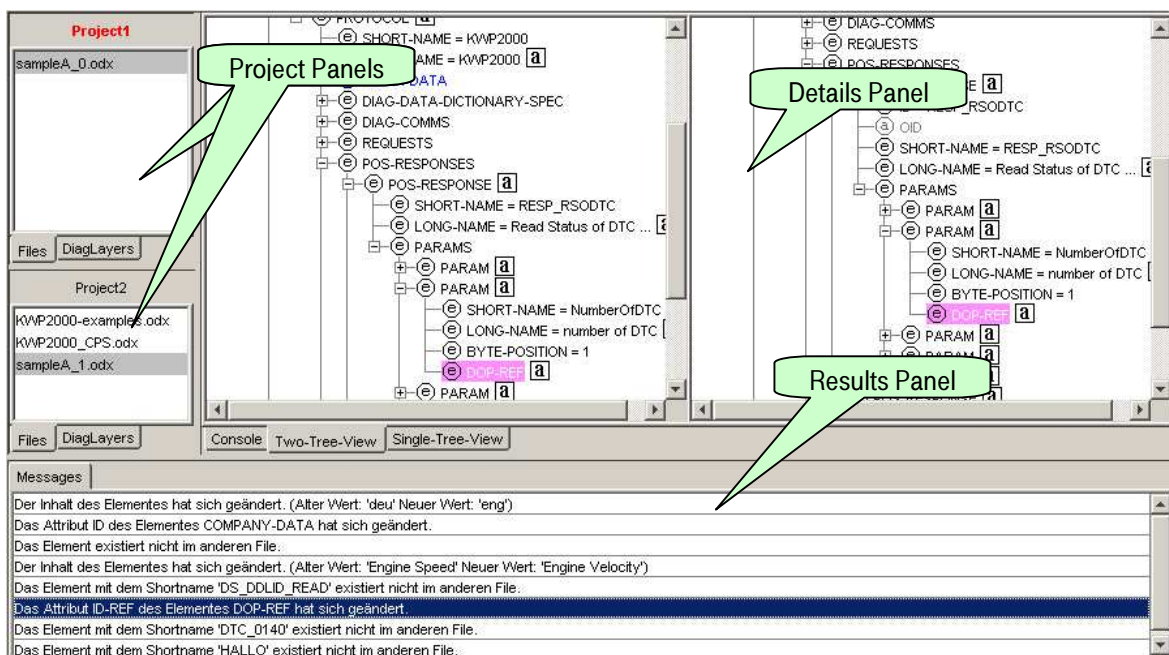 Project1
sampleA_0.odx
Files DiagLayers
Project2
KWP2000-examples.odx
KWP2000_CPS.odx
sampleA_1.odx
Files DiagLayers
Project Panels
PROTOCOL a
e SHORT-NAME = KWP2000
AME = KWP2000 a
DATA
e DIAG-DATA-DICTIONARY-SPEC
e DIAG-COMMS
e REQUESTS
e POS-RESPONSES
e POS-RESPONSE a
e SHORT-NAME = RESP_RSODTC
e LONG-NAME = Read Status of DTC ...
e PARAMS
e PARAM a
e PARAM a
e SHORT-NAME = NumberOfDTC
e LONG-NAME = number of DTC
e BYTE-POSITION = 1
e DOP-REF a
e PARAM a
Console Two-Tree-View Single-Tree-View
e DIAG-COMMS
e REQUESTS
e POS-RESPONSES
Details Panel
a
RSODTC
a OID
e SHORT-NAME = RESP_RSODTC
e LONG-NAME = Read Status of DTC ... a
e PARAMS
e PARAM a
e PARAM a
e SHORT-NAME = NumberOfDTC
e LONG-NAME = number of DTC
e BYTE-POSITION = 1
e DOP-REF a
e PARAM a
Results Panel
Messages
Der Inhalt des Elementes hat sich geändert. (Alter Wert: 'deu' Neuer Wert: 'eng')
Das Attribut ID des Elementes COMPANY-DATA hat sich geändert.
Das Element existiert nicht im anderen File.
Der Inhalt des Elementes hat sich geändert. (Alter Wert: 'Engine Speed' Neuer Wert: 'Engine Velocity')
Das Element mit dem Shortname 'DS_DDLID_READ' existiert nicht im anderen File.
Das Attribut ID-REF des Elementes DOP-REF hat sich geändert.
Das Element mit dem Shortname 'DTC_0140' existiert nicht im anderen File.
Das Element mit dem Shortname 'HALLO' existiert nicht im anderen File.